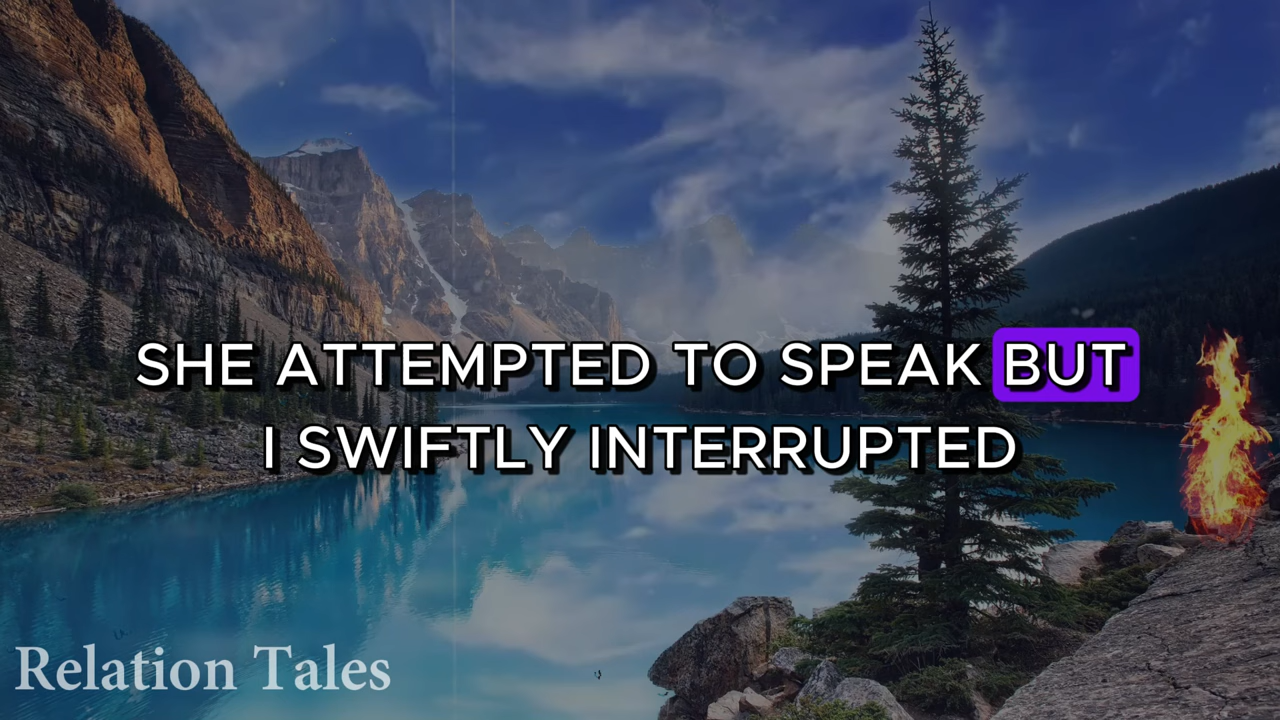 SHE ATTEMPTED TO SPEAK BUT
I SWIFTLY INTERRUPTED
Relation Tales